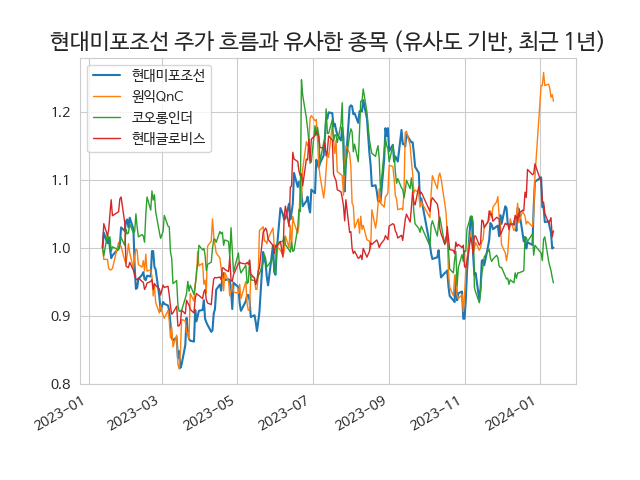 현대미포조선 주가 흐름과 유사한 종목 (유사도 기반, 최근 1년)
현대미포조선
원익QnC
코오롱인더
현대글로비스
1.2
1.1
1.0
0.9
0.8
2023-01
2023-03
2023-05
2023-07
2023-09
2023-11
2024-01